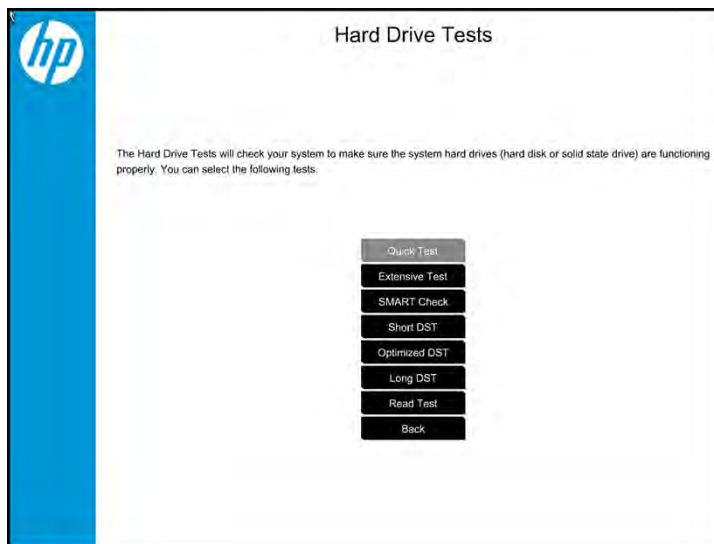 hp
Hard Drive Tests
The Hard Drive Tests will check your system to make sure the system hard drives (hard disk or solid state drive) are functioning
properly. You can select the following tests.
Quick Test
Extensive Test
SMART Check
Short DST
Optimized DST
Long DST
Read Test
Back